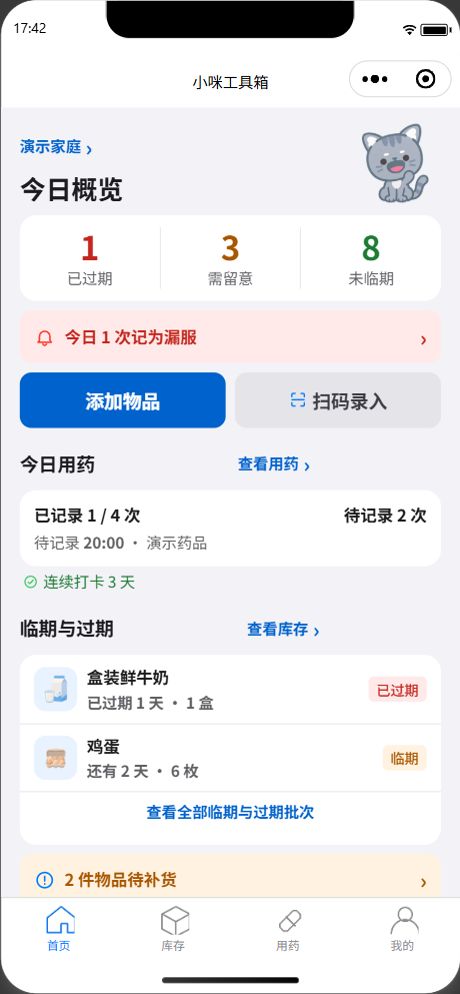 17:42
小咪工具箱
演示家庭 ›
今日概览
1 3 8
已过期 需留意 未临期
今日 1 次记为漏服 ›
添加物品 扫码录入
今日用药 查看用药 ›
已记录 1 / 4 次 待记录 2 次
待记录 20:00 · 演示药品
连续打卡 3 天
临期与过期 查看库存 ›
盒装鲜牛奶
已过期 1 天 · 1 盒
已过期
鸡蛋
还有 2 天 · 6 枚
临期
查看全部临期与过期批次
2 件物品待补货 ›
首页 库存 用药 我的